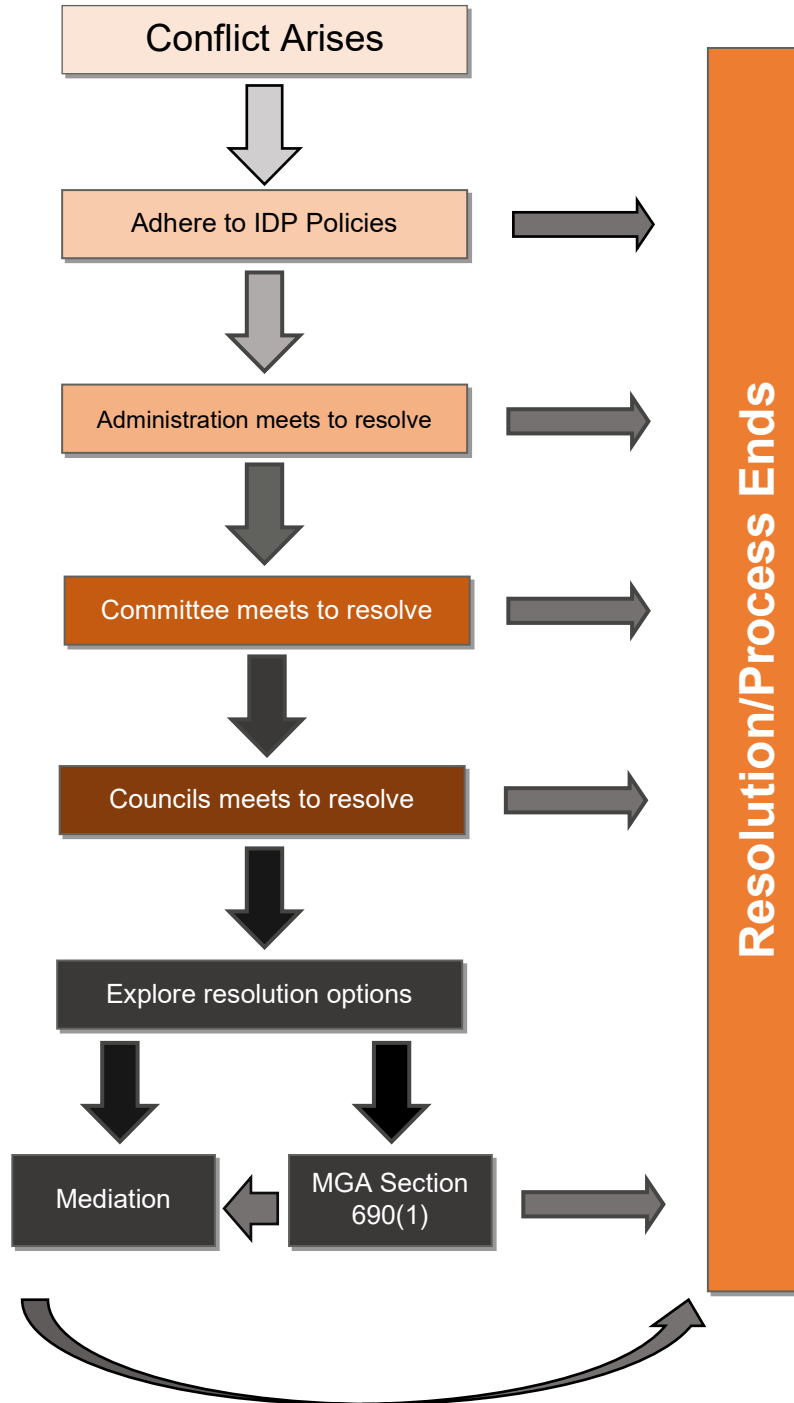 Conflict Arises
Adhere to IDP Policies
Administration meets to resolve
Committee meets to resolve
Councils meets to resolve
Explore resolution options
Mediation
MGA Section
690(1)
Resolution/Process Ends